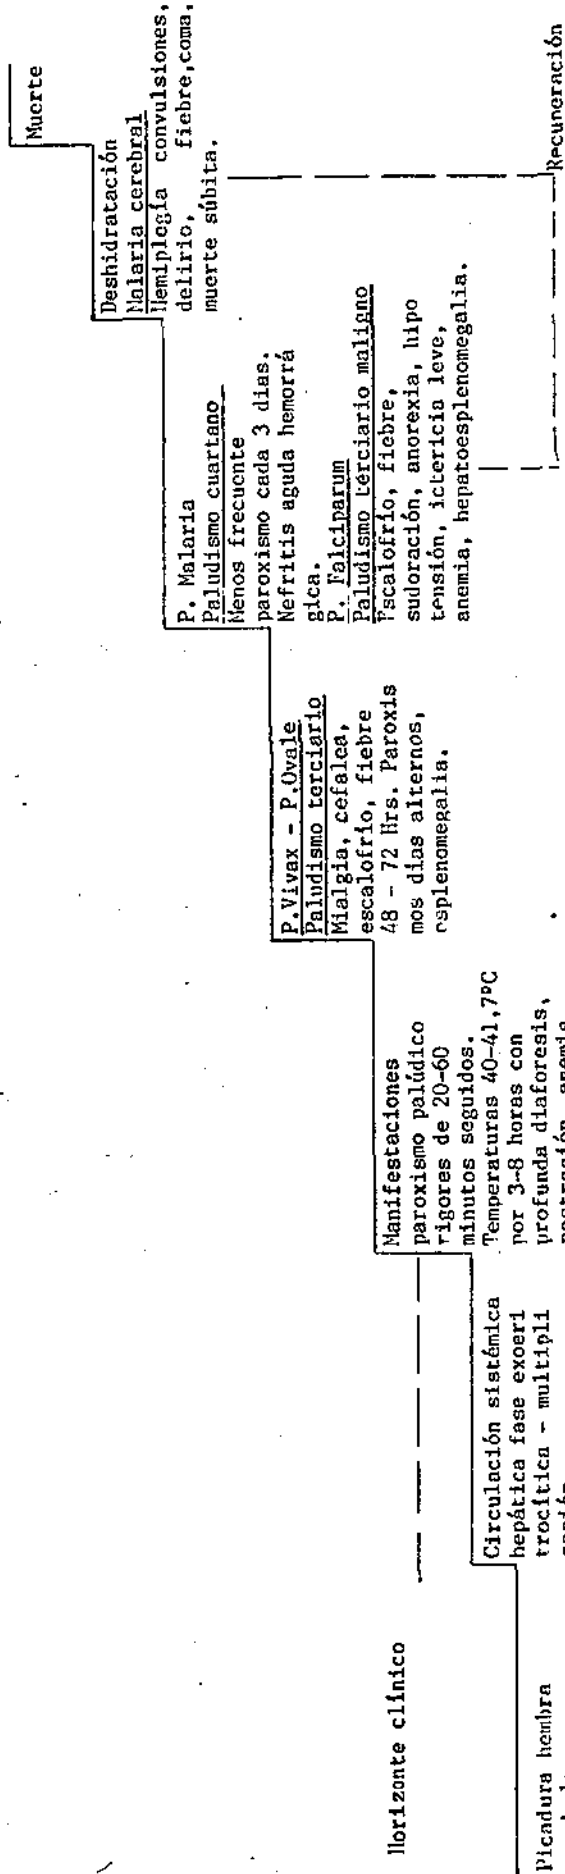 Horizonte clínico
Picadura hembra
Circulación sistémica
hepática fase exoeri
trocítica - multipli
Manifestaciones
paroxismo palúdico
rigores de 20-60
minutos seguidos.
Temperaturas 40-41,7ºC
por 3-8 horas con
profunda diaforesis,
postración, anemia
P.Vivax - P.Ovale
Paludismo terciario
Mialgia, cefalea,
escalofrío, fiebre
48 - 72 Hrs. Paroxis
mos días alternos,
esplenomegalia.
P. Malaria
Paludismo cuartano
Menos frecuente
paroxismo cada 3 dias.
Nefritis aguda hemorrá
gica.
P. Falciparum
Paludismo terciario maligno
Escalofrío, fiebre,
sudoración, anorexia, hipo
tensión, ictericia leve,
anemia, hepatoesplenomegalia.
Deshidratación
Malaria cerebral
Hemiplegía convulsiones,
delirio, fiebre,coma,
muerte súbita.
Muerte
Recuneración